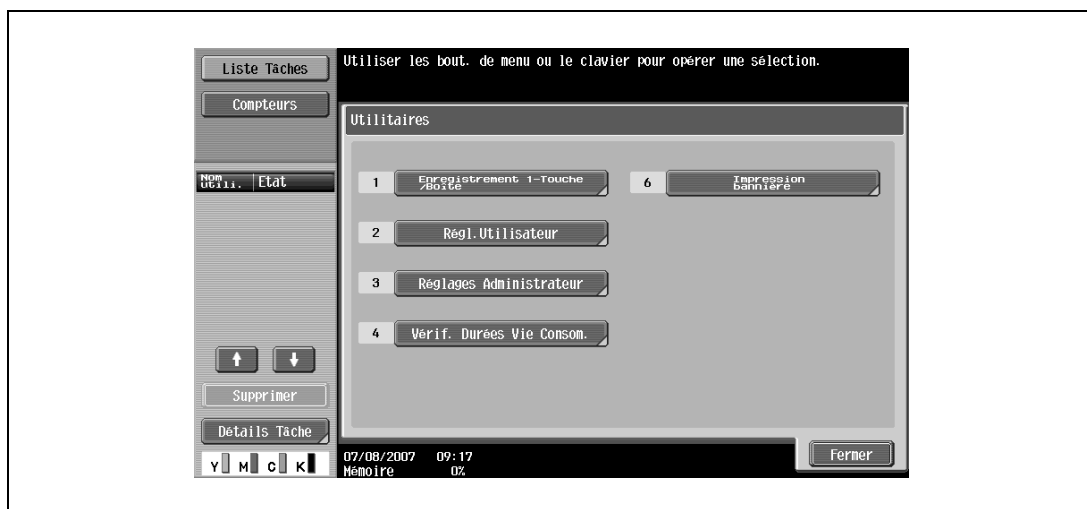 Liste Tâches
Compteurs
Nom
Utili.
Etat
Supprimer
Détails Tâche
Y M C K
Utiliser les bout. de menu ou le clavier pour opérer une sélection.
Utilitaires
1 Enregistrement 1-Touche
/Boîte
2 Régl.Utilisateur
3 Réglages Administrateur
4 Vérif. Durées Vie Consom.
6 Impression
bannière
07/08/2007 09:17
Mémoire 0%
Fermer